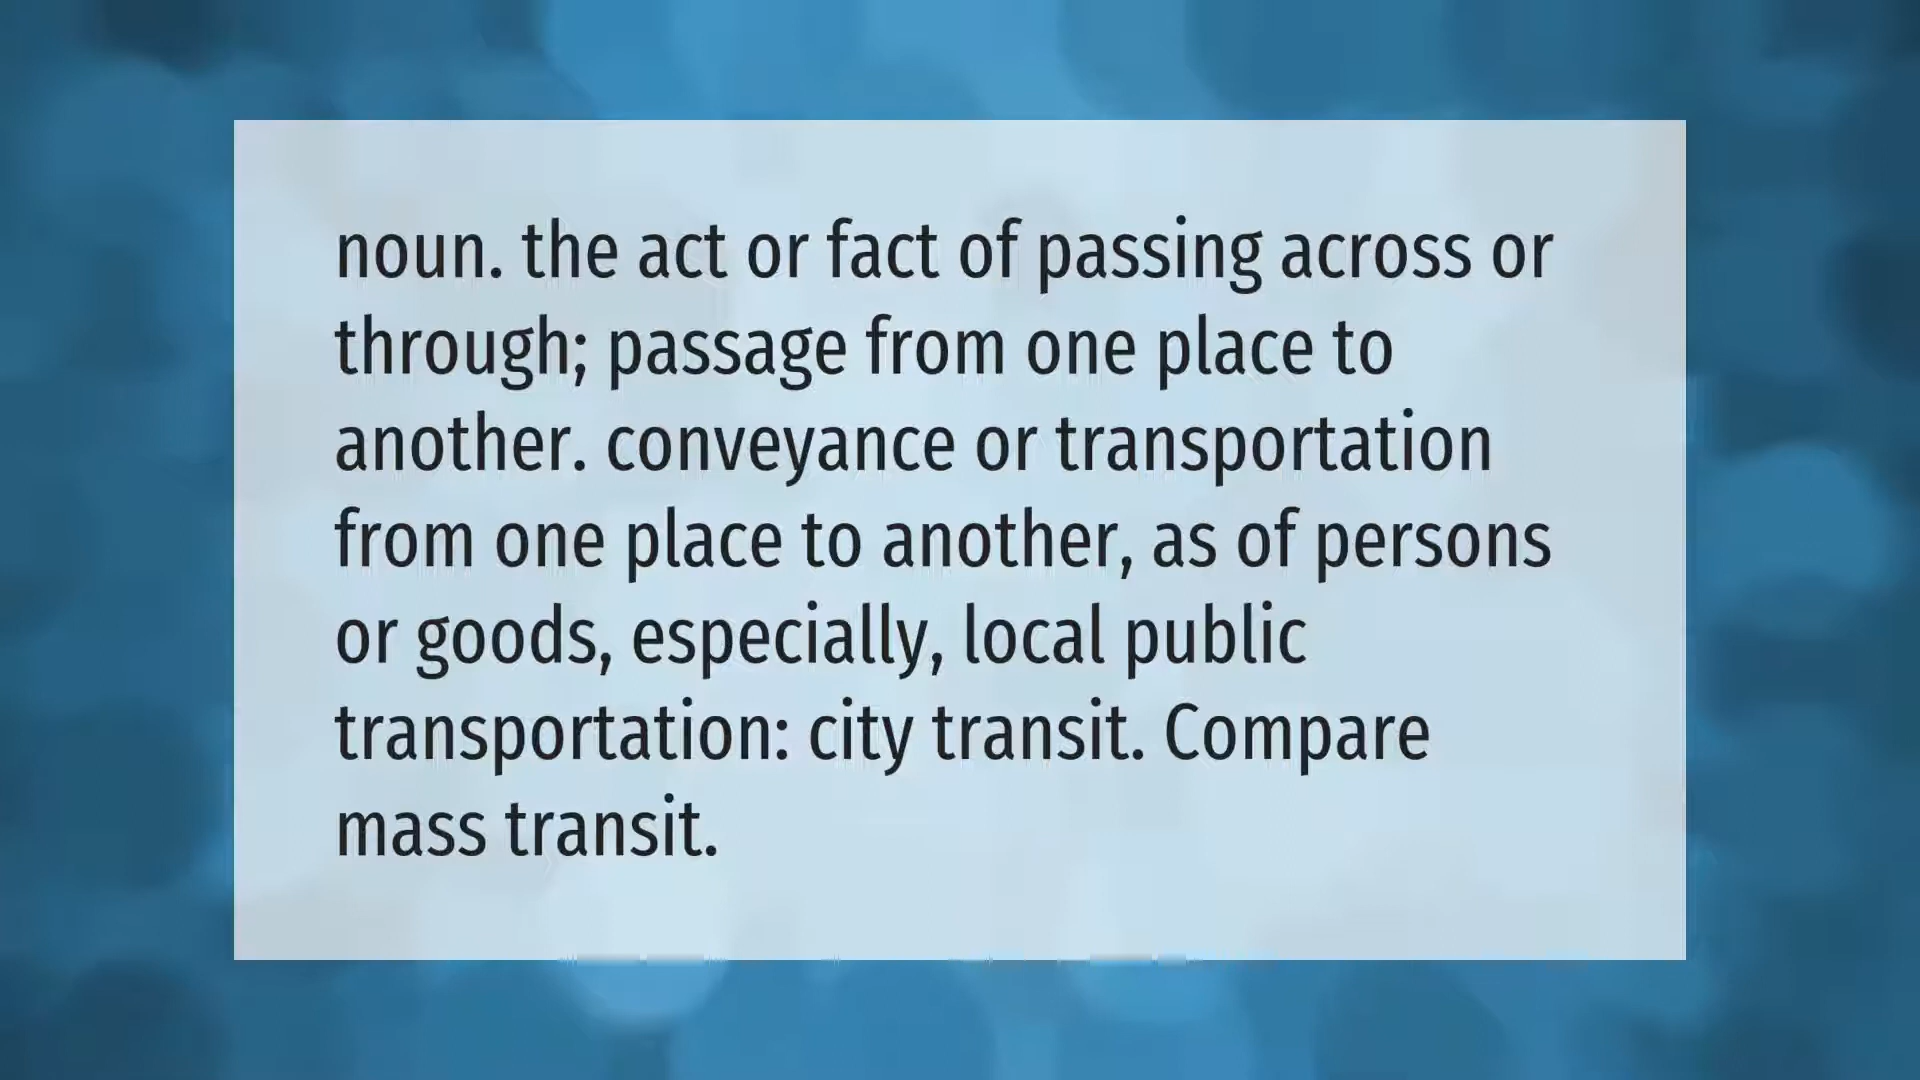 noun. the act or fact of passing across or
through; passage from one place to
another. conveyance or transportation
from one place to another, as of persons
or goods, especially, local public
transportation: city transit. Compare
mass transit.